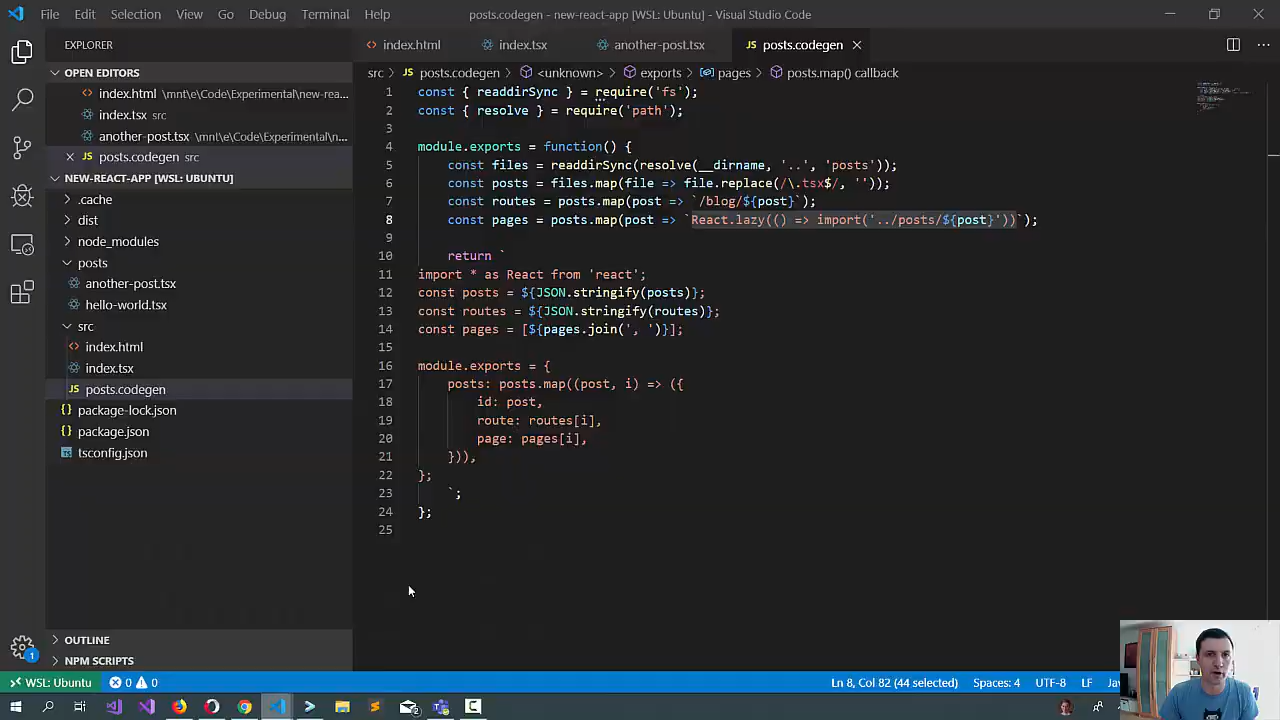 File Edit Selection View Go Debug Terminal Help
posts.codegen - new-react-app [WSL: Ubuntu] - Visual Studio Code
EXPLORER
OPEN EDITORS
index.html \mnt\e\Code\Experimental\new-rea...
index.tsx
another-post.tsx \mnt\e\Code\Experimental\n...
posts.codegen src
NEW-REACT-APP [WSL: UBUNTU]
.cache
dist
node_modules
posts
another-post.tsx
hello-world.tsx
src
index.html
index.tsx
posts.codegen
package-lock.json
package.json
tsconfig.json
OUTLINE
NPM SCRIPTS
index.html index.tsx another-post.tsx posts.codegen
src > posts.codegen > <unknown> > exports > pages > posts.map() callback
1 const { readdirSync } = require('fs');
2 const { resolve } = require('path');
3
4 module.exports = function() {
5 const files = readdirSync(resolve(__dirname, '..', 'posts'));
6 const posts = files.map(file => file.replace(/\.tsx$/, ''));
7 const routes = posts.map(post => `/blog/${post}`);
8 const pages = posts.map(post => `React.lazy(() => import('../posts/${post}'))`);
9
10 return `
11 import * as React from 'react';
12 const posts = ${JSON.stringify(posts)};
13 const routes = ${JSON.stringify(routes)};
14 const pages = [${pages.join(', ')}];
15
16 module.exports = {
17 posts: posts.map((post, i) => ({
18 id: post,
19 route: routes[i],
20 page: pages[i],
21 })),
22 };
23 `;
24 };
25
1
WSL: Ubuntu 0 0 Ln 8, Col 82 (44 selected) Spaces: 4 UTF-8 LF Jav